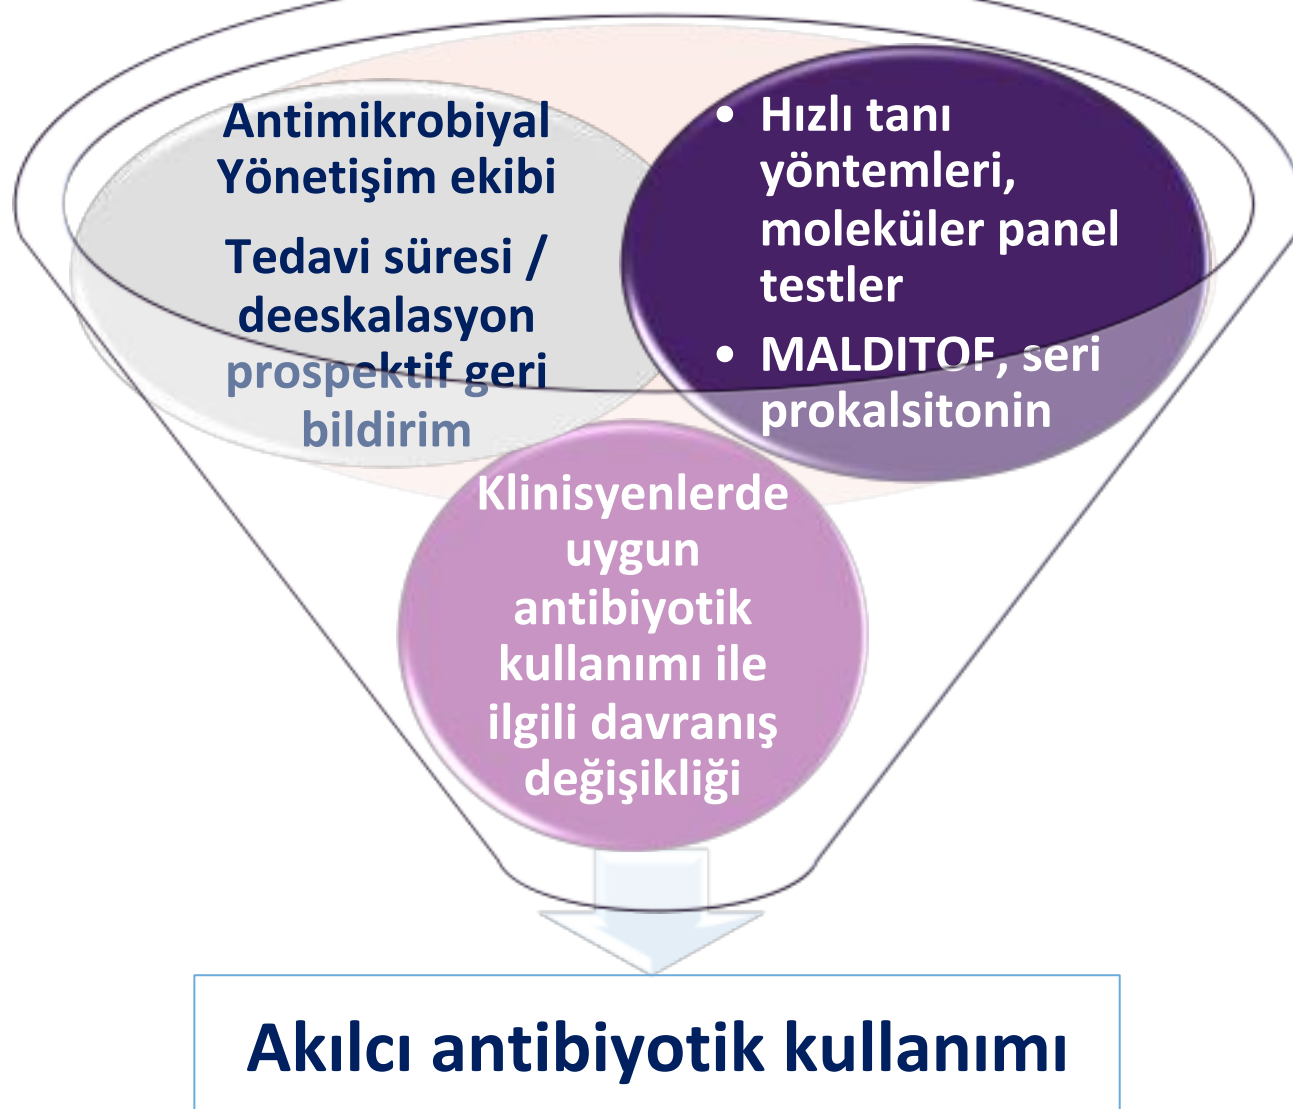 Antimikrobiyal
Yönetişim ekibi
Tedavi süresi /
deeskalasyon
prospektif geri
bildirim
• Hızlı tanı
yöntemleri,
moleküler panel
testler
• MALDITOF, seri
prokalsitonin
Klinisyenlerde
uygun
antibiyotik
kullanımı ile
ilgili davranış
değişikliği
Akılcı antibiyotik kullanımı